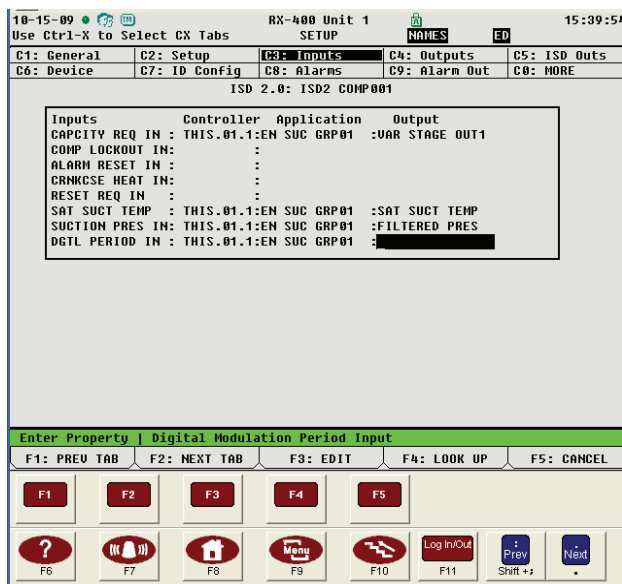 10-15-09 RX-400 Unit 1 15:39:54
Use Ctrl-X to Select CX Tabs SETUP NAMES ED
C1: General C2: Setup C3: Inputs C4: Outputs C5: ISD Outs
C6: Device C7: ID Config C8: Alarms C9: Alarm Out C0: MORE
ISD 2.0: ISD2 COMP001
Inputs Controller Application Output
CAPCITY REQ IN : THIS.01.1:EN SUC GRP01 :VAR STAGE OUT1
COMP LOCKOUT IN: :
ALARM RESET IN : :
CRNKCSE HEAT IN: :
RESET REQ IN : :
SAT SUCT TEMP : THIS.01.1:EN SUC GRP01 :SAT SUCT TEMP
SUCTION PRES IN: THIS.01.1:EN SUC GRP01 :FILTERED PRES
DGTL PERIOD IN : THIS.01.1:EN SUC GRP01 :
Enter Property | Digital Modulation Period Input
F1: PREV TAB F2: NEXT TAB F3: EDIT F4: LOOK UP F5: CANCEL
F1 F2 F3 F4 F5
? Menu Log In/Out : Prev . Next
F6 F7 F8 F9 F10 F11 Shift +; .